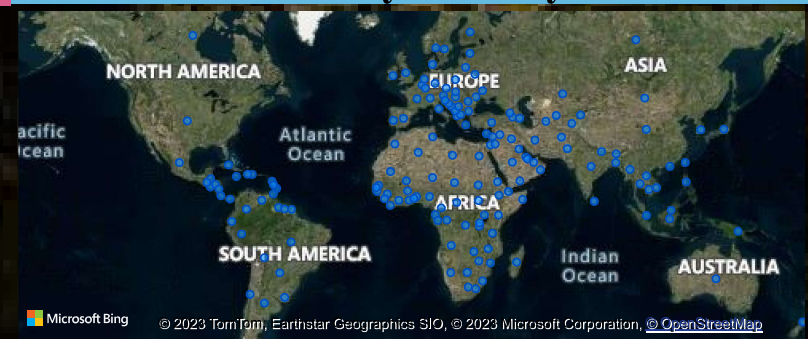 NORTH AMERICA
EUROPE
ASIA
acific
cean
Atlantic
Ocean
AFRICA
SOUTH AMERICA
Indian
Ocean
AUSTRALIA
Microsoft Bing
© 2023 TomTom, Earthstar Geographics SIO, © 2023 Microsoft Corporation, © OpenStreetMap